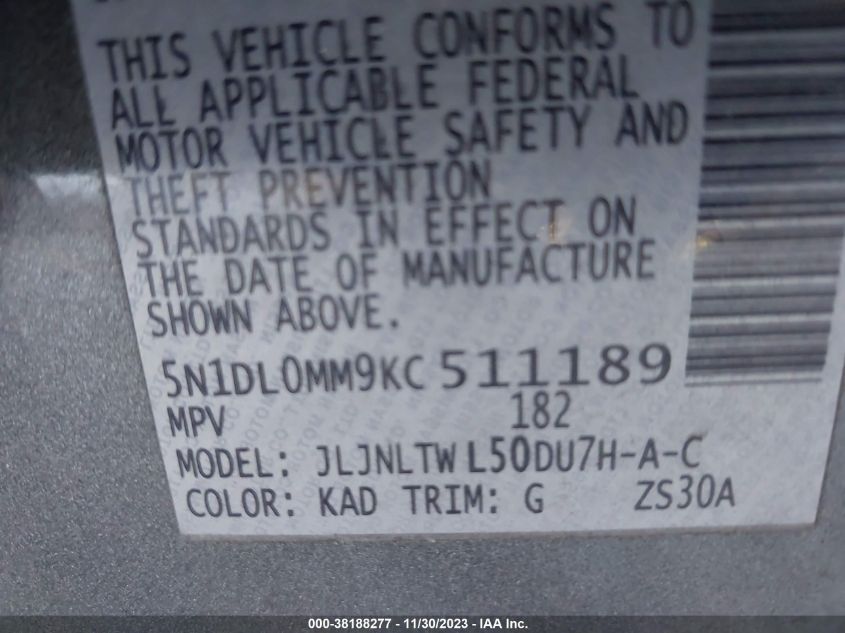 THIS VEHICLE CONFORMS TO
ALL APPLICABLE FEDERAL
MOTOR VEHICLE SAFETY AND
THEFT PREVENTION
STANDARDS IN EFFECT ON
THE DATE OF MANUFACTURE
SHOWN ABOVE.
5N1DL0MM9KC511189
MPV 182
MODEL: JLJNLTWL50DU7H-A-C
COLOR: KAD TRIM: G ZS30A
000-38188277 - 11/30/2023 - IAA Inc.